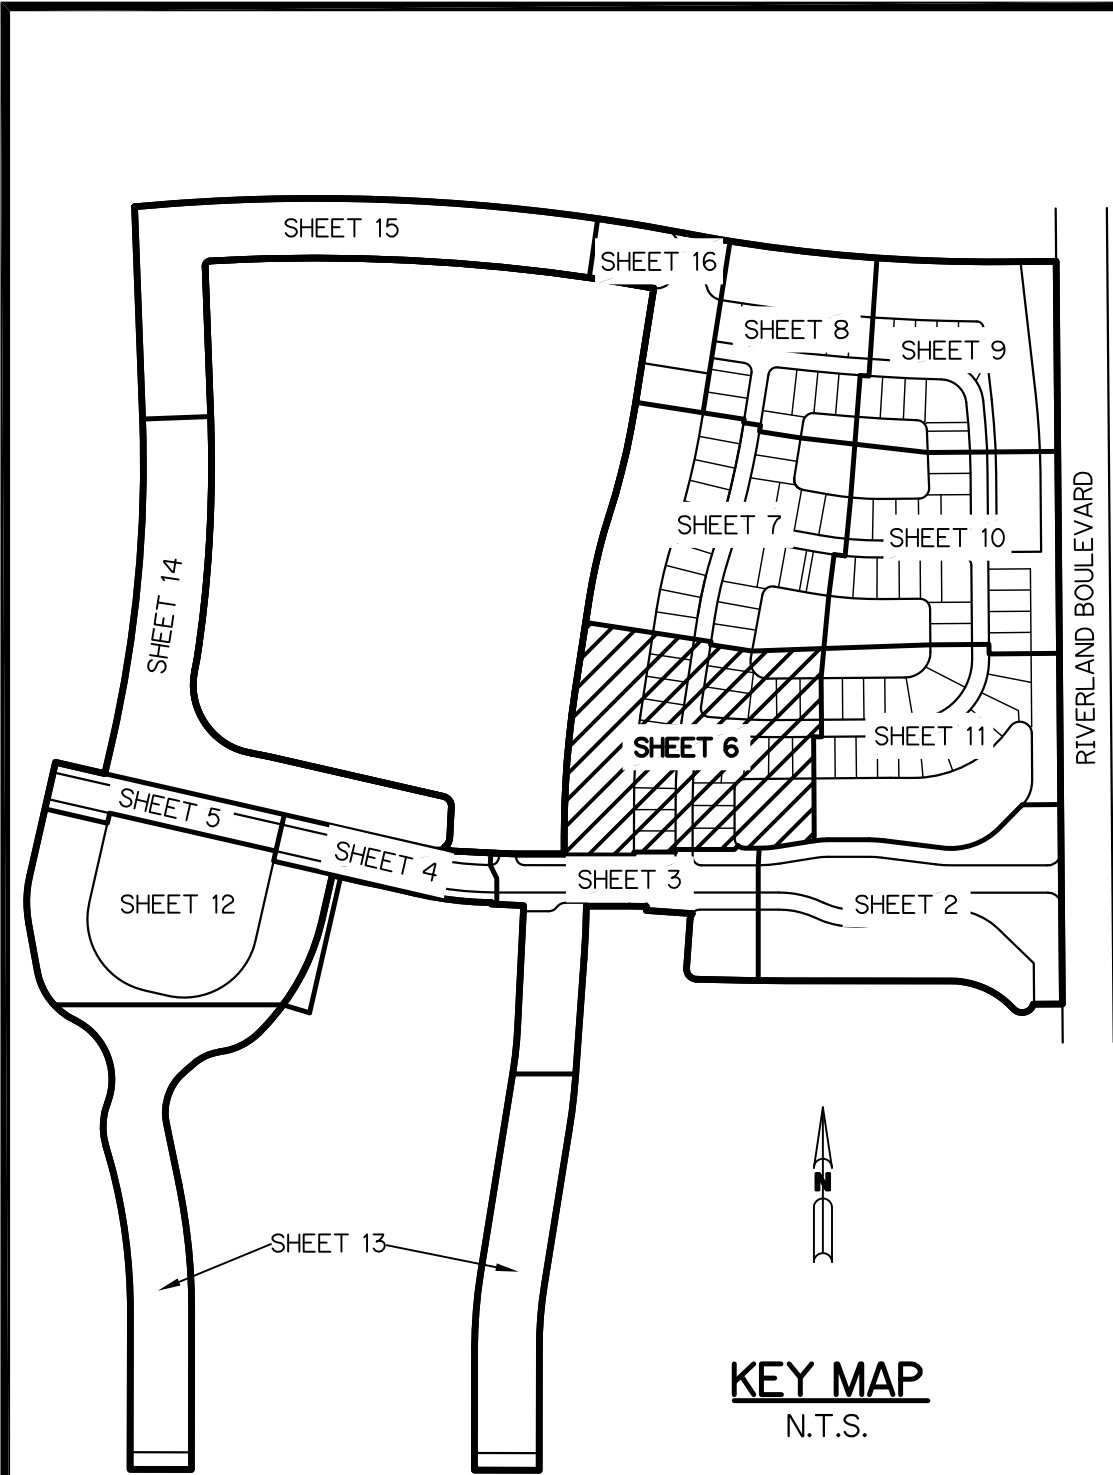 SHEET 15
SHEET 16
SHEET 8
SHEET 9
SHEET 7
SHEET 10
RIVERLAND BOULEVARD
SHEET 14
SHEET 6
SHEET 11
SHEET 5
SHEET 4
SHEET 3
SHEET 12
SHEET 2
N
SHEET 13
KEY MAP
N.T.S.